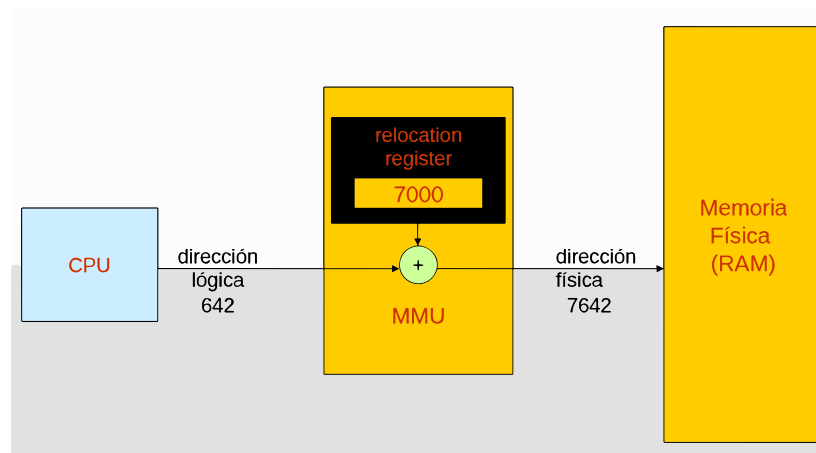 relocation
register
7000
CPU
dirección
lógica
642
+
MMU
dirección
física
7642
Memoria
Física
(RAM)